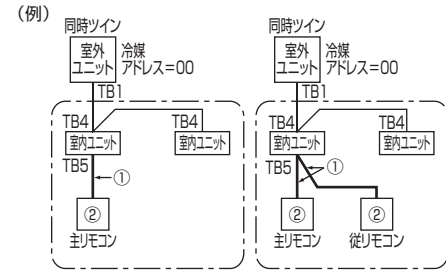 (例)
同時ツイン
室外
ユニット
冷媒
アドレス=00
TB1
TB4
TB4
室内ユニット
室内ユニット
TB5
①
②
主リモコン
同時ツイン
室外
ユニット
冷媒
アドレス=00
TB1
TB4
TB4
室内ユニット
室内ユニット
TB5
①
②
②
主リモコン
従リモコン